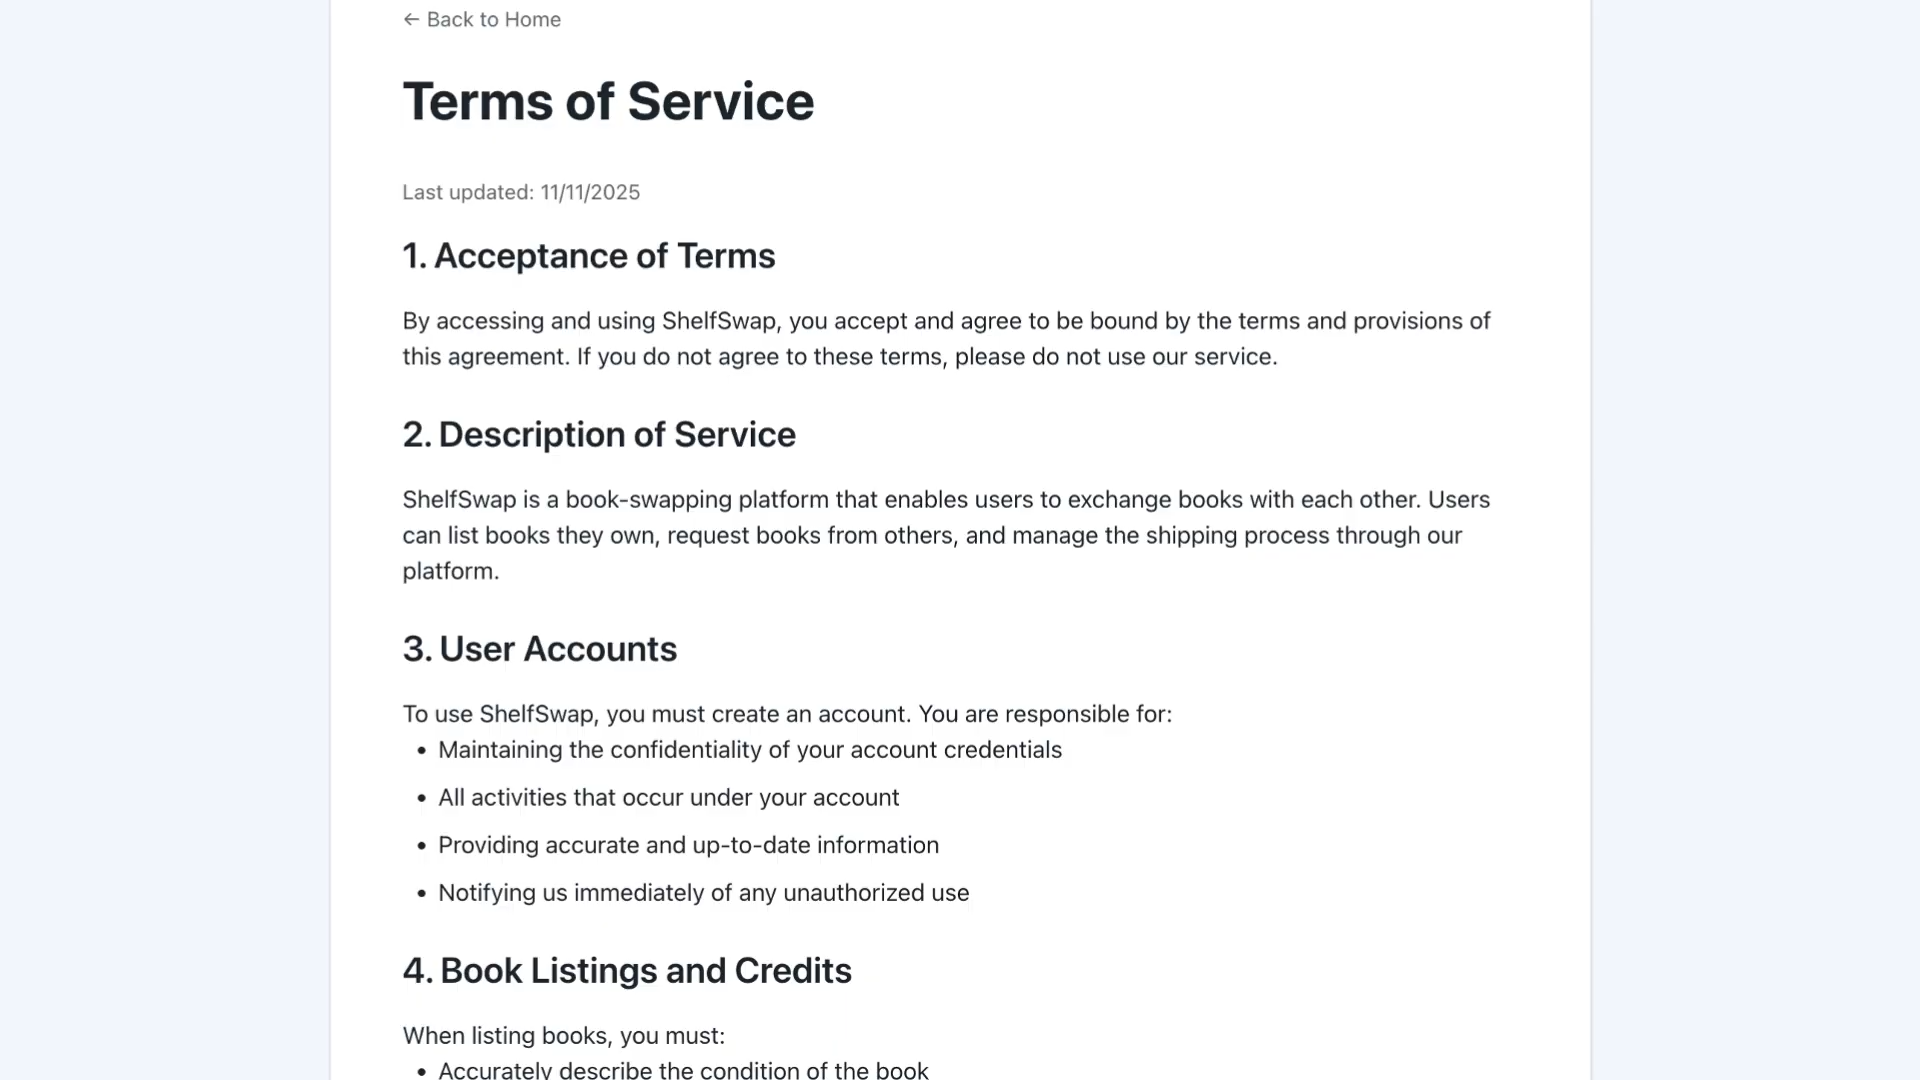 ← Back to Home
Terms of Service
Last updated: 11/11/2025
1. Acceptance of Terms
By accessing and using ShelfSwap, you accept and agree to be bound by the terms and provisions of
this agreement. If you do not agree to these terms, please do not use our service.
2. Description of Service
ShelfSwap is a book-swapping platform that enables users to exchange books with each other. Users
can list books they own, request books from others, and manage the shipping process through our
platform.
3. User Accounts
To use ShelfSwap, you must create an account. You are responsible for:
• Maintaining the confidentiality of your account credentials
• All activities that occur under your account
• Providing accurate and up-to-date information
• Notifying us immediately of any unauthorized use
4. Book Listings and Credits
When listing books, you must:
• Accurately describe the condition of the book